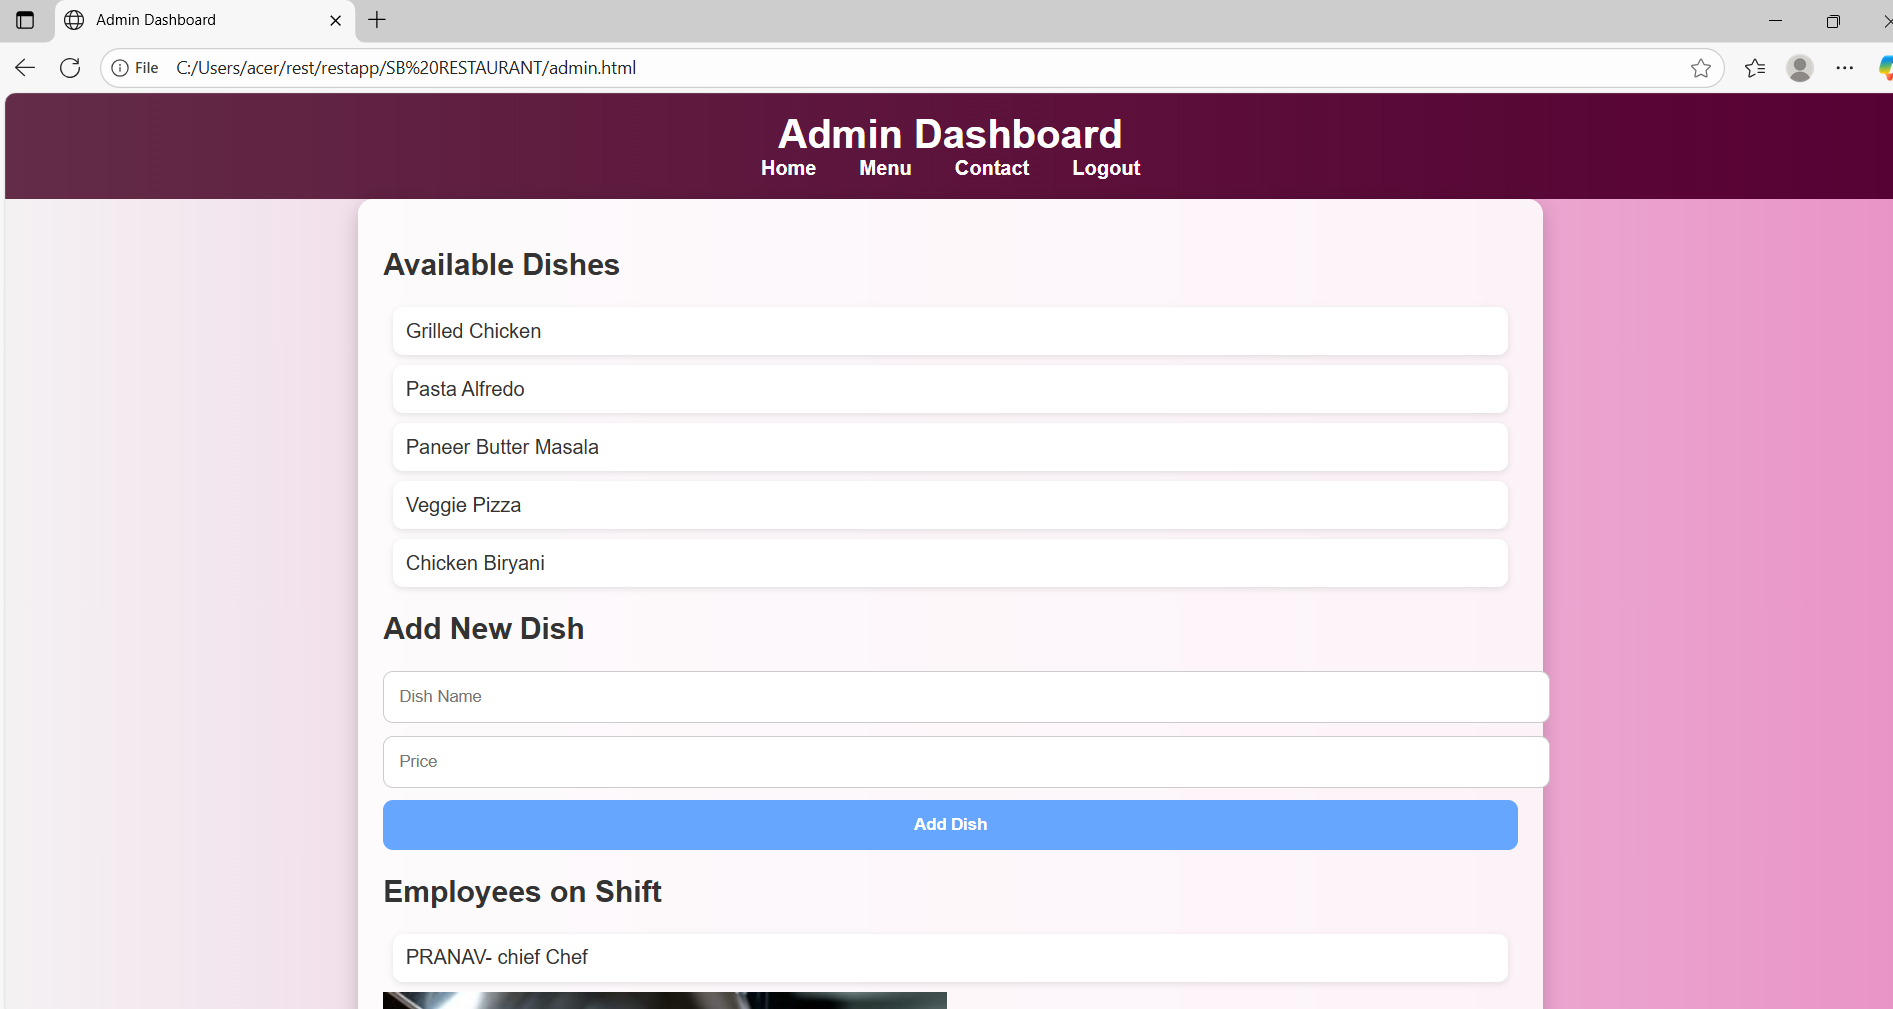 Admin Dashboard
File C:/Users/acer/rest/restapp/SB%20RESTAURANT/admin.html
Admin Dashboard
Home Menu Contact Logout
Available Dishes
Grilled Chicken
Pasta Alfredo
Paneer Butter Masala
Veggie Pizza
Chicken Biryani
Add New Dish
Dish Name
Price
Add Dish
Employees on Shift
PRANAV- chief Chef